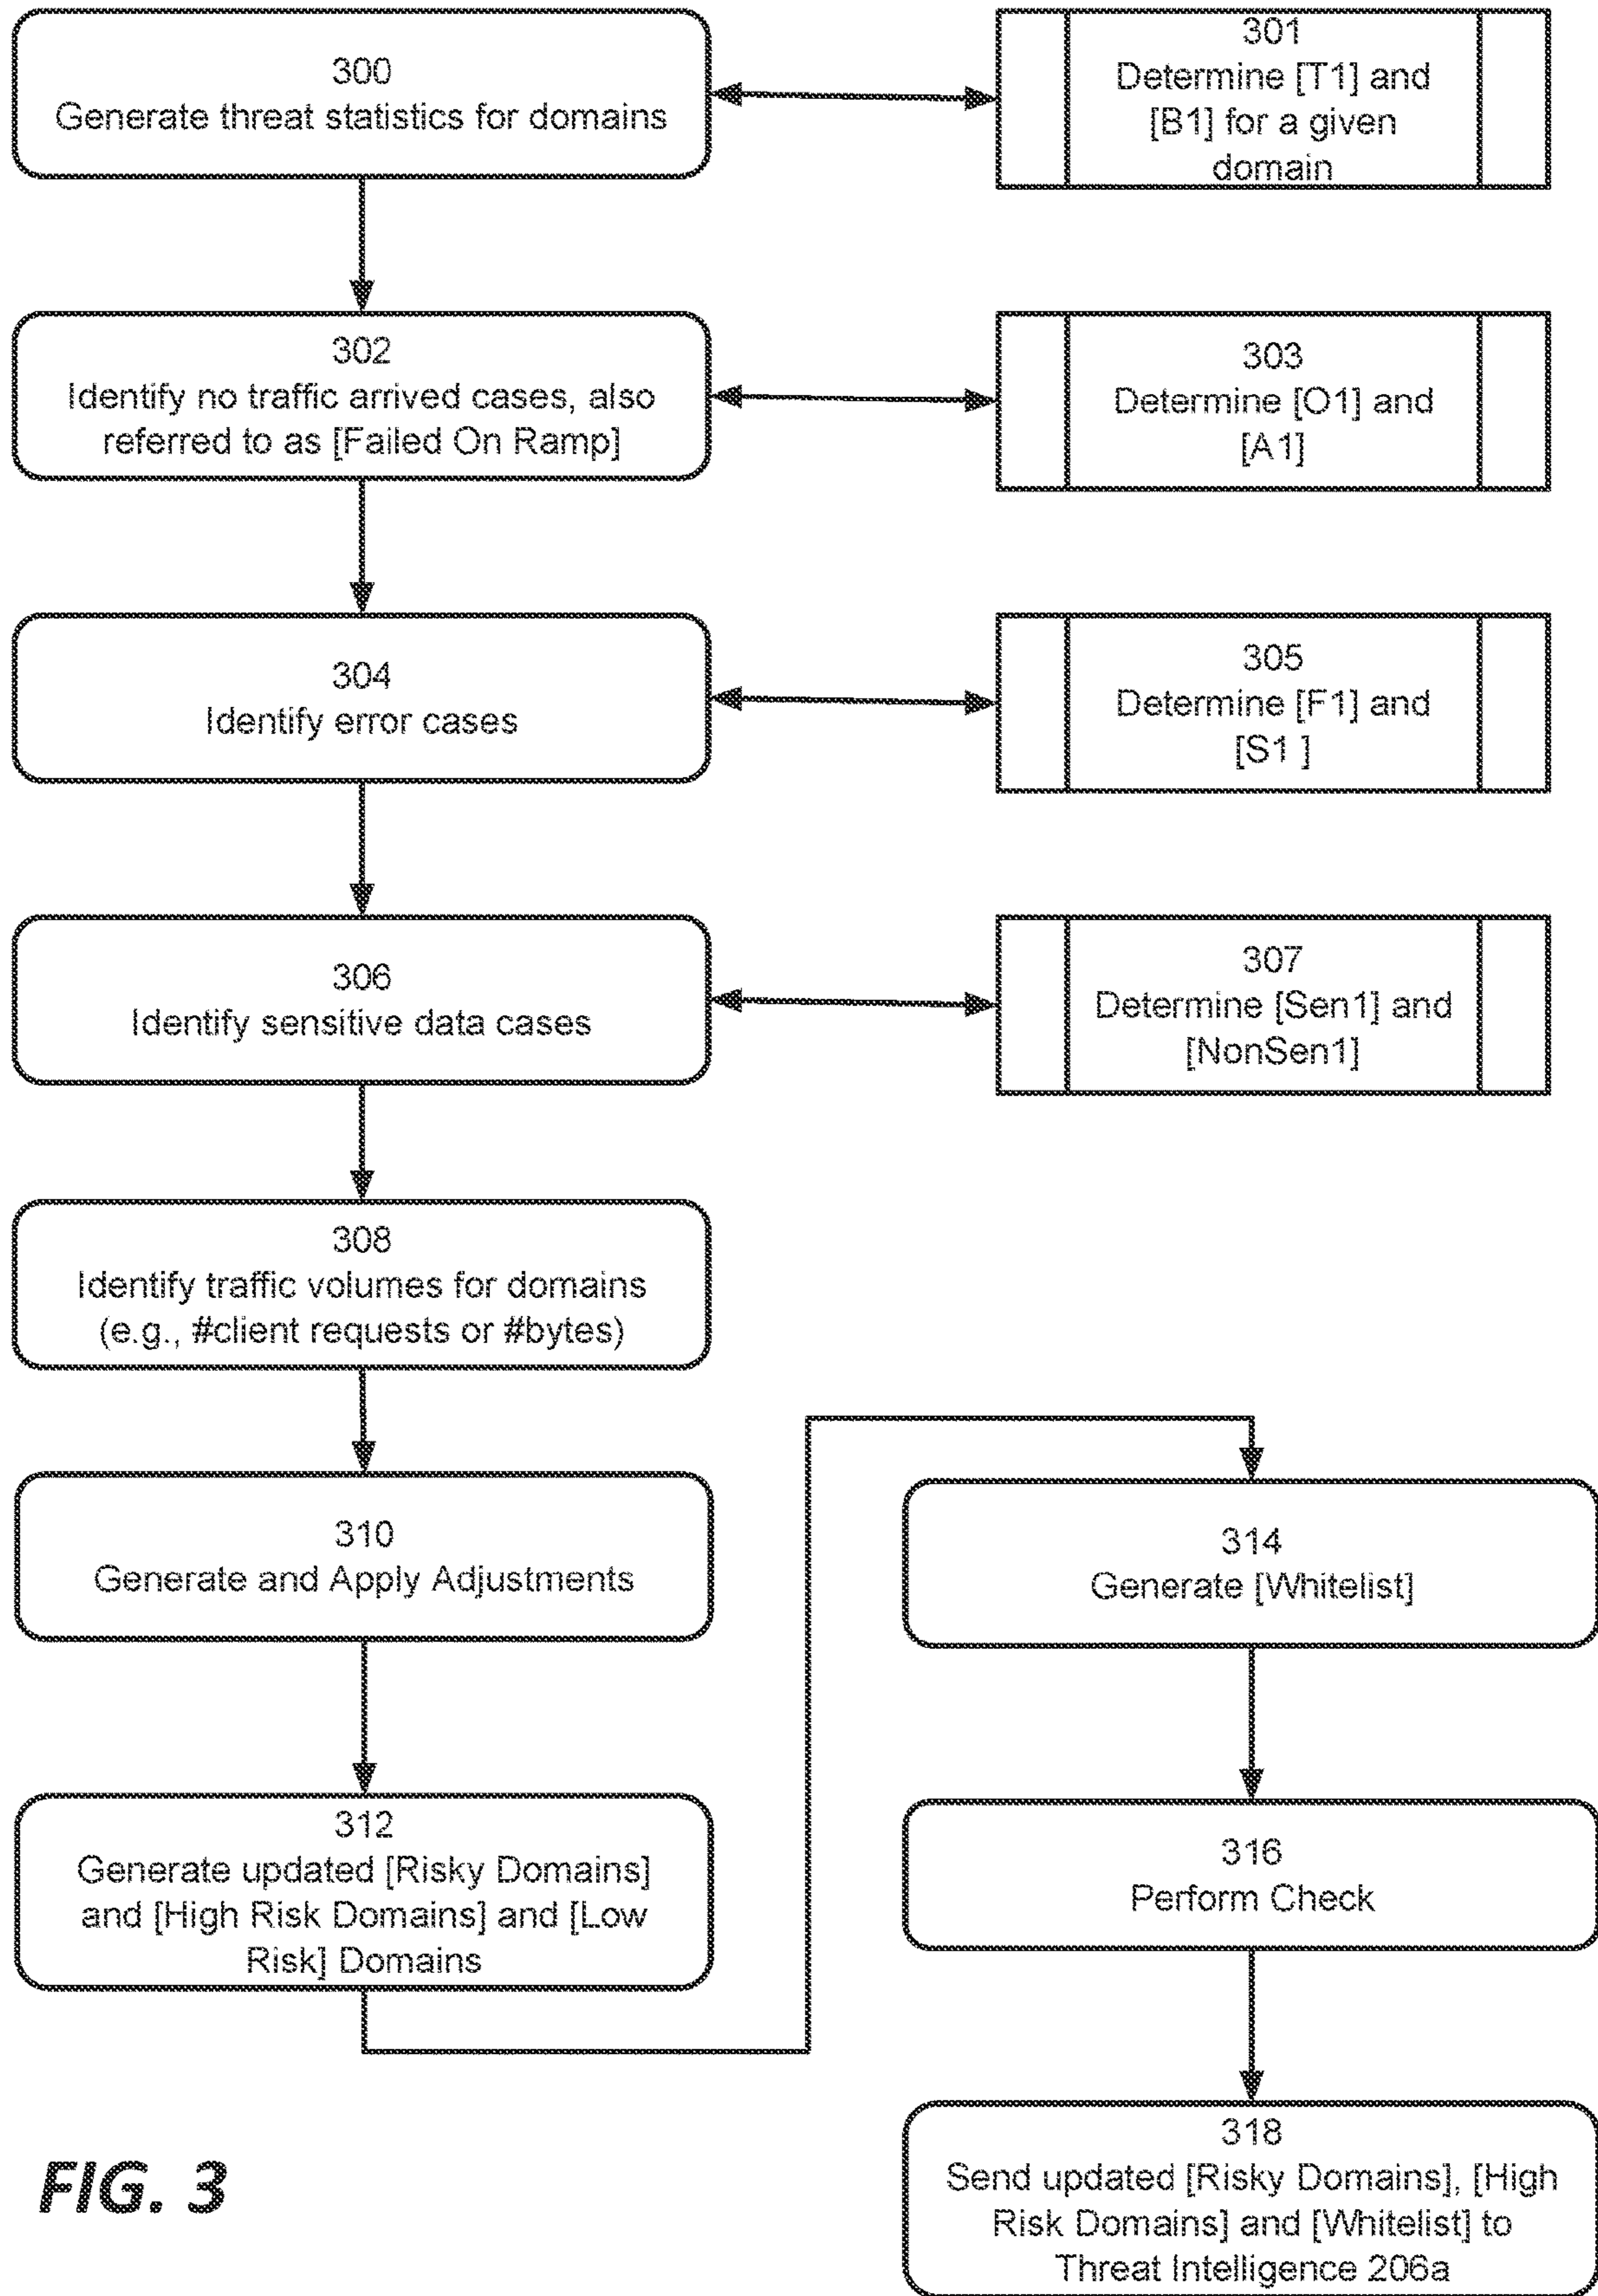 300
Generate threat statistics for domains
301
Determine [T1] and
[B1] for a given
domain
302
Identify no traffic arrived cases, also
referred to as [Failed On Ramp]
303
Determine [O1] and
[A1]
304
Identify error cases
305
Determine [F1] and
[S1 ]
306
Identify sensitive data cases
307
Determine [Sen1] and
[NonSen1]
308
Identify traffic volumes for domains
(e.g., #client requests or #bytes)
310
Generate and Apply Adjustments
312
Generate updated [Risky Domains]
and [High Risk Domains] and [Low
Risk] Domains
314
Generate [Whitelist]
316
Perform Check
318
Send updated [Risky Domains], [High
Risk Domains] and [Whitelist] to
Threat Intelligence 206a
FIG. 3